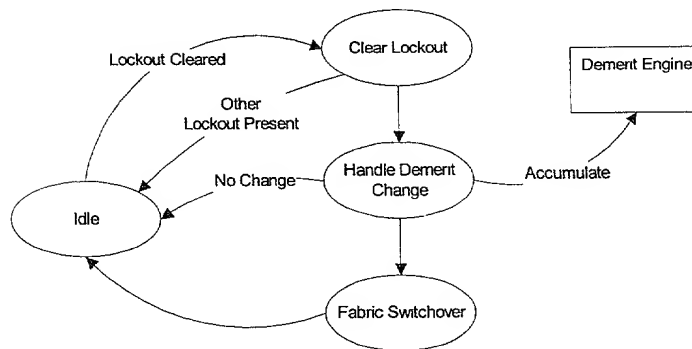 Clear Lockout
Lockout Cleared
Dement Engine
Other
Lockout Present
Handle Dement
Change
No Change
Accumulate
Idle
Fabric Switchover